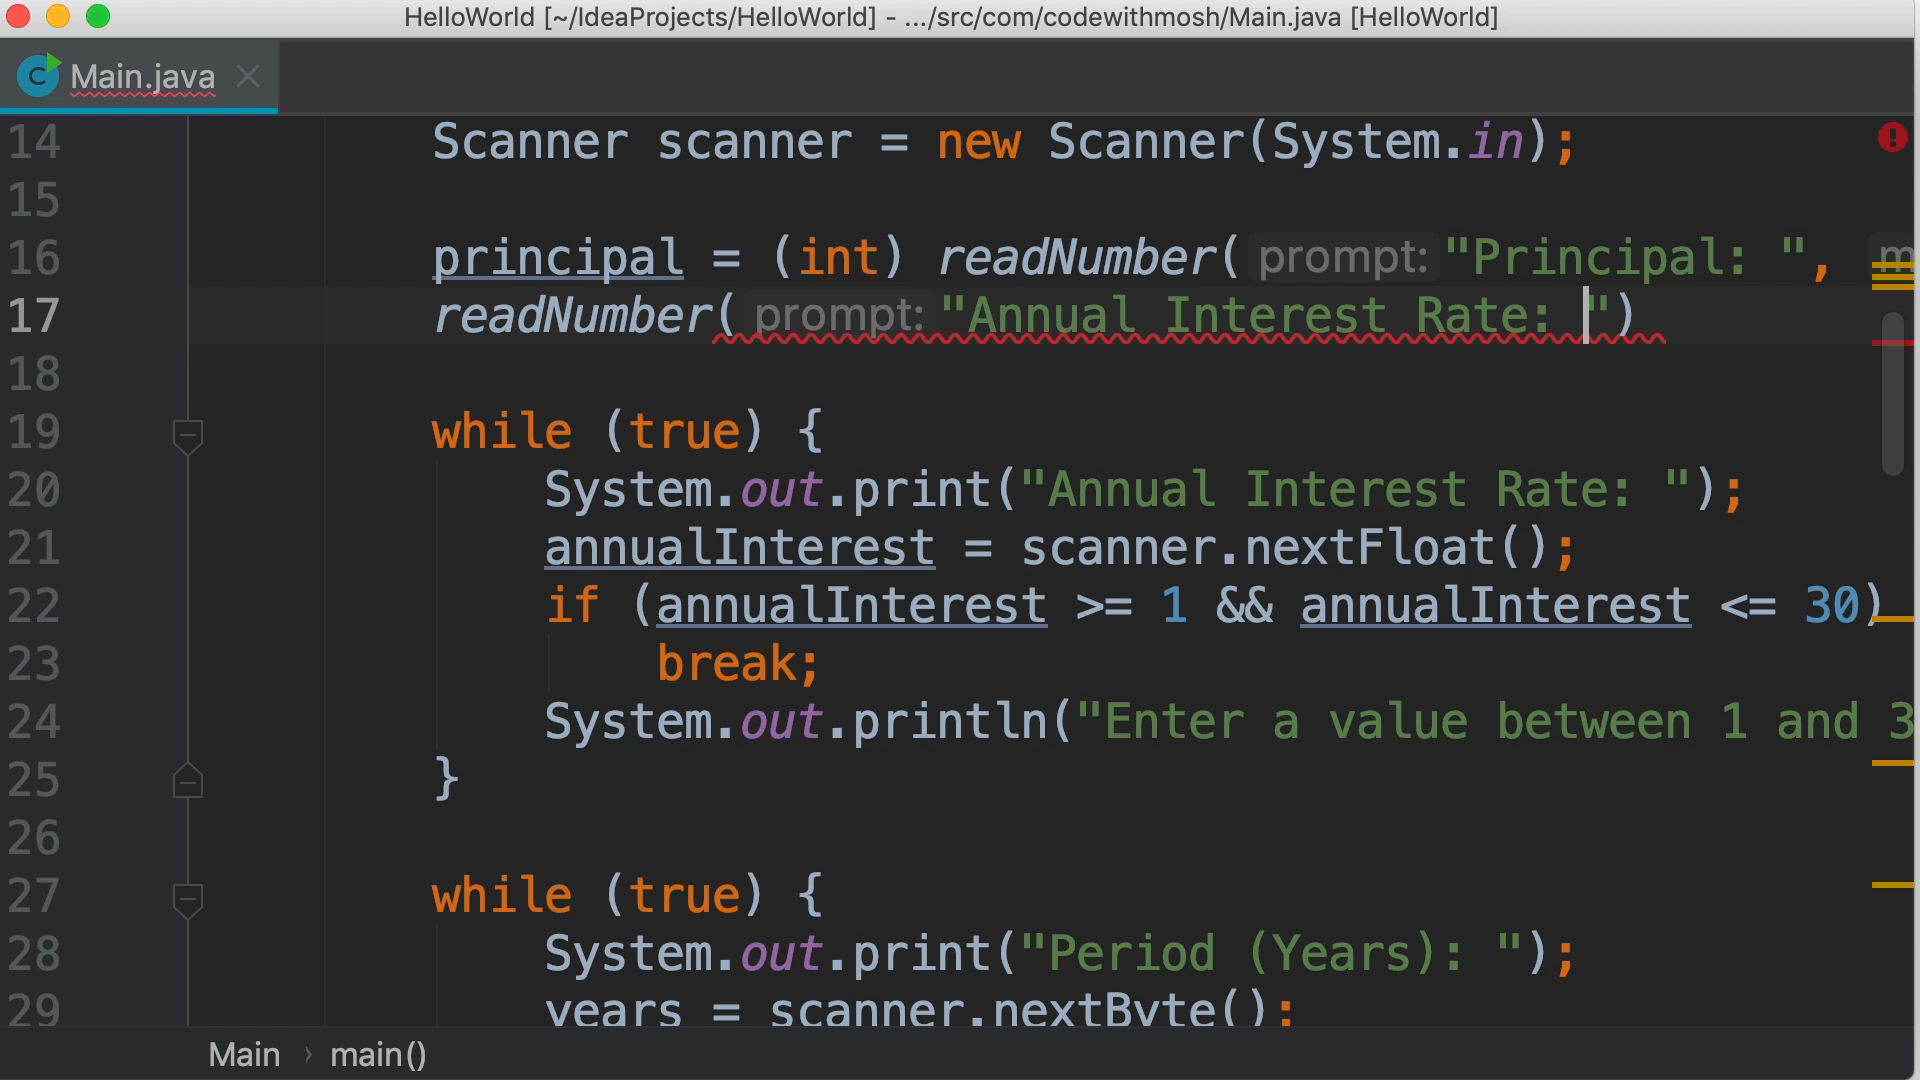 HelloWorld [~/IdeaProjects/HelloWorld] - .../src/com/codewithmosh/Main.java [HelloWorld]
Main.java
14 Scanner scanner = new Scanner(System.in);
15
16 principal = (int) readNumber( prompt: "Principal: ", m
17 readNumber( prompt: "Annual Interest Rate: ")
18
19 while (true) {
20 System.out.print("Annual Interest Rate: ");
21 annualInterest = scanner.nextFloat();
22 if (annualInterest >= 1 && annualInterest <= 30)
23 break;
24 System.out.println("Enter a value between 1 and 3
25 }
26
27 while (true) {
28 System.out.print("Period (Years): ");
29 years = scanner.nextByte();
Main › main()